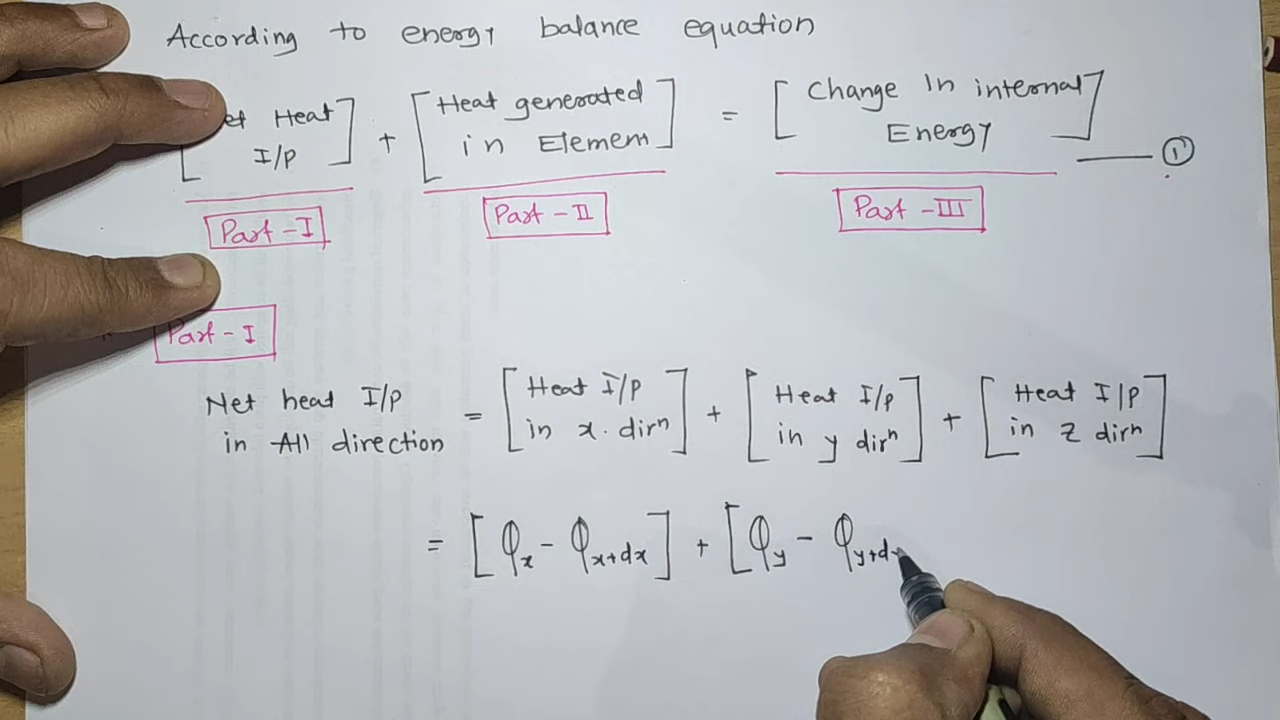 According to energy balance equation
[et Heat I/P] + [Heat generated in Elemem] = [Change In internal Energy] —— ①
Part-I Part-II Part-III
Part-I
Net heat I/P in All direction = [Heat I/P in x. dirⁿ] + [Heat I/P in y dirⁿ] + [Heat I/P in z dirⁿ]
= [Qx - Qx+dx] + [Qy - Qy+d